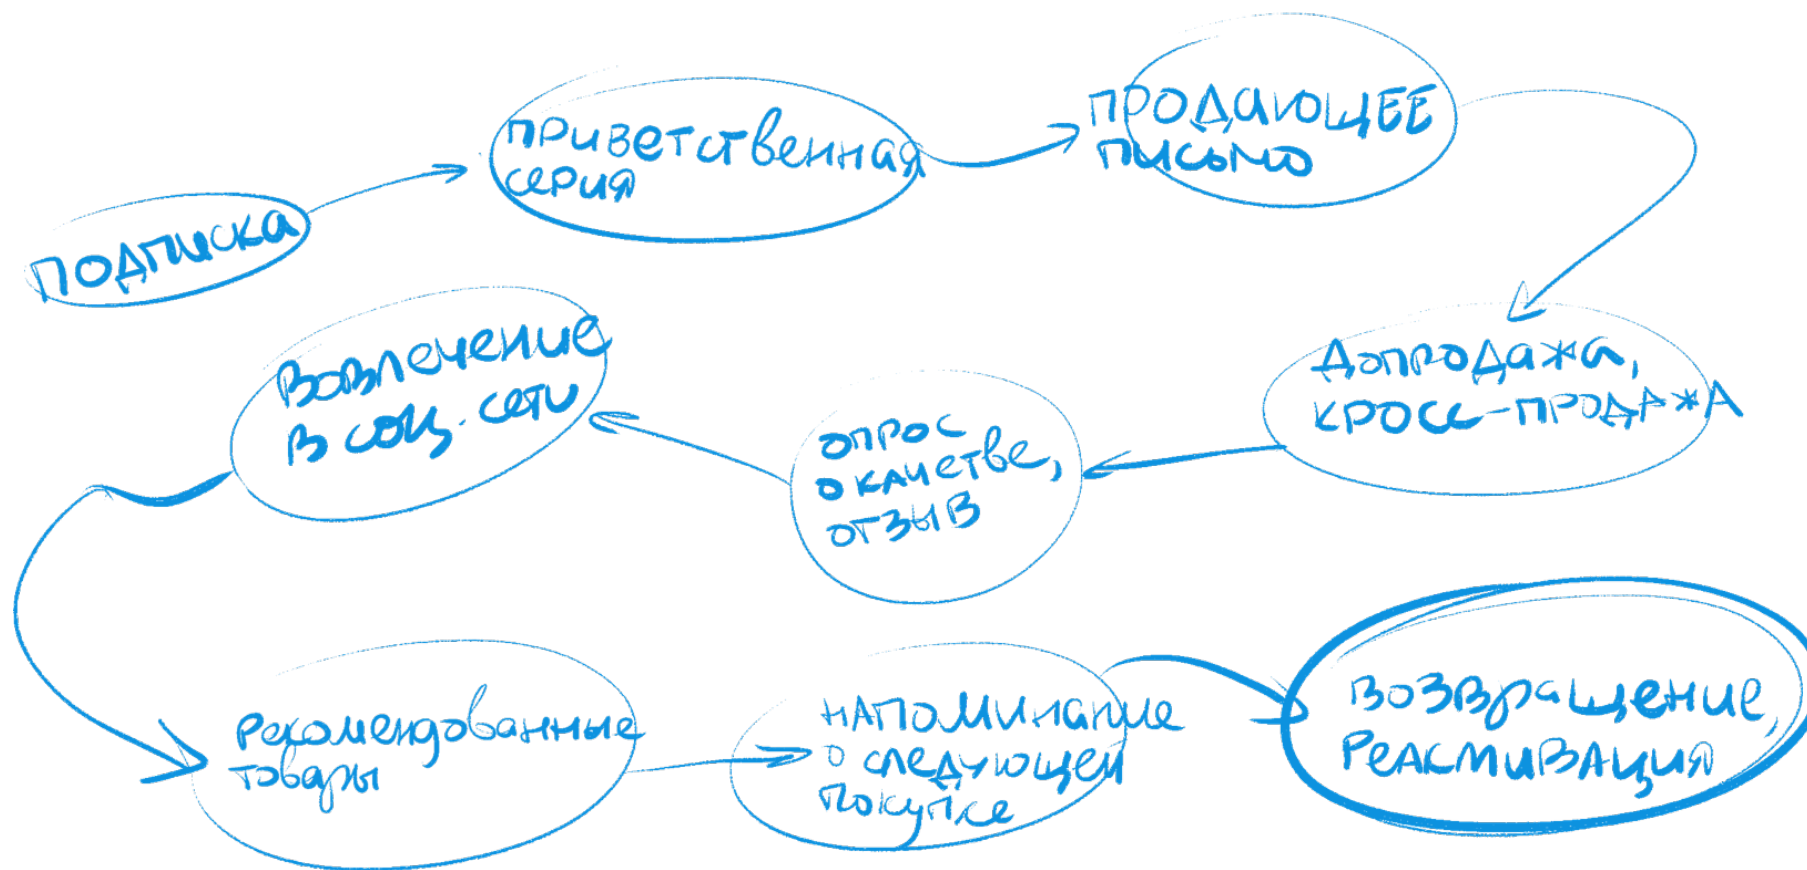 подписка
приветственная
серия
продающее
письмо
Допродажа,
кросс-продажа
опрос
о качестве,
отзыв
Вовлечение
в соц. сети
Рекомендованные
товары
напоминание
о следующей
покупке
возвращение,
реактивация